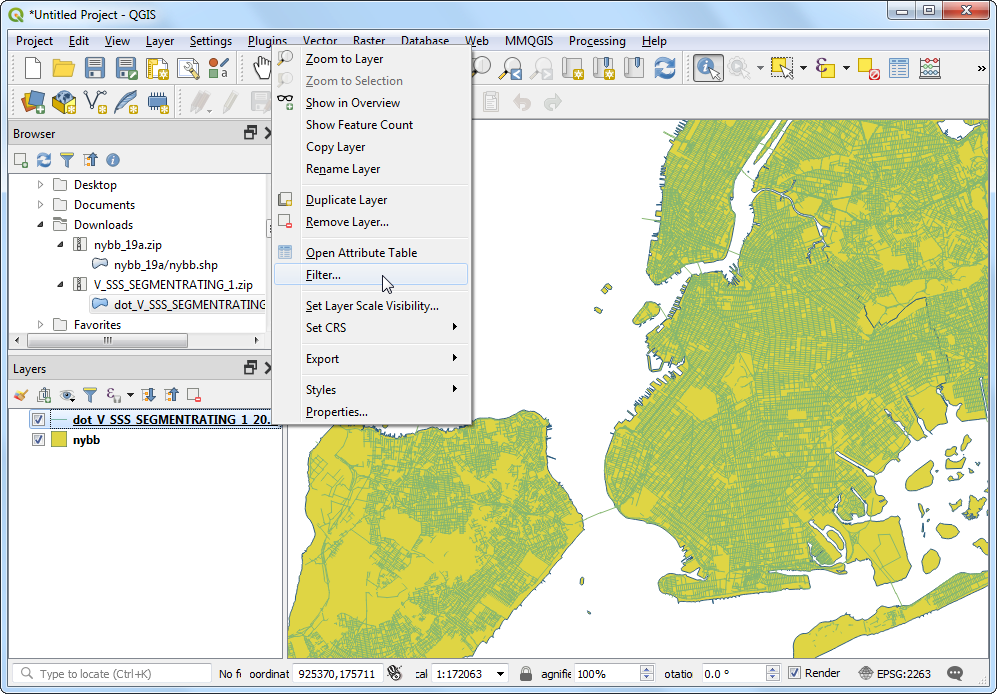 *Untitled Project - QGIS
Project Edit View Layer Settings Plugins Vector Raster Database Web MMQGIS Processing Help
Zoom to Layer
Zoom to Selection
Show in Overview
Show Feature Count
Copy Layer
Rename Layer
Duplicate Layer
Remove Layer...
Open Attribute Table
Filter...
Set Layer Scale Visibility...
Set CRS
Export
Styles
Properties...
Browser
Desktop
Documents
Downloads
nybb_19a.zip
nybb_19a/nybb.shp
V_SSS_SEGMENTRATING_1.zip
dot_V_SSS_SEGMENTRATING
Favorites
Layers
dot_V_SSS_SEGMENTRATING_1_20.
nybb
Type to locate (Ctrl+K) No fi oordinat 925370,175711 cal 1:172063 agnifie 100% otatio 0.0 ° Render EPSG:2263